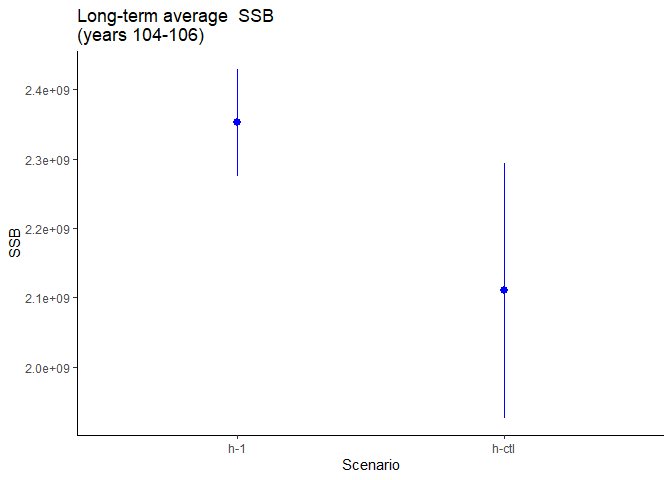 Long-term average  SSB
(years 104-106)
2.4e+09
2.3e+09
2.2e+09
2.1e+09
2.0e+09
SSB
h-1
h-ctl
Scenario